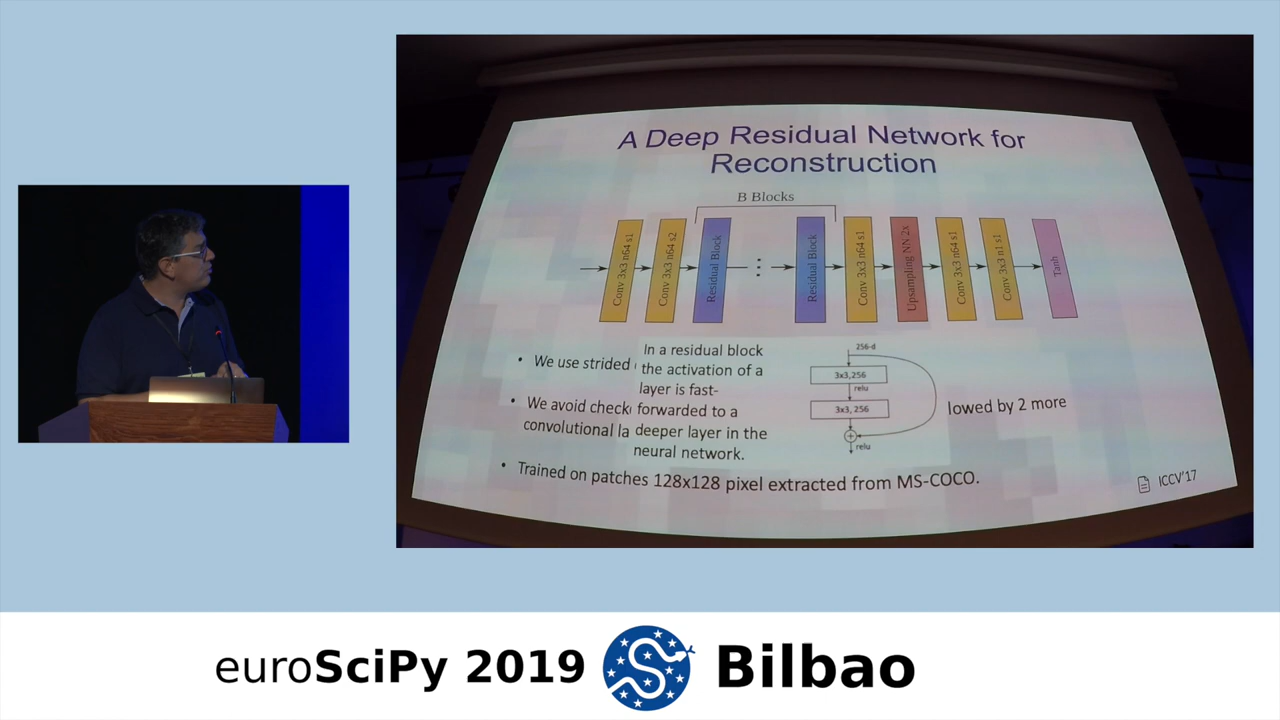 A Deep Residual Network for
Reconstruction
B Blocks
Conv 3x3 n64 s1
Conv 3x3 n64 s2
Residual Block
Residual Block
Conv 3x3 n64 s1
Upsampling NN 2x
Conv 3x3 n64 s1
Conv 3x3 n1 s1
Tanh
• We use strided
In a residual block
the activation of a
layer is fast-
forwarded to a
deeper layer in the
neural network.
256-d
3x3,256
relu
3x3, 256
relu
• We avoid check
convolutional la
lowed by 2 more
• Trained on patches 128x128 pixel extracted from MS-COCO.
ICCV'17
euroSciPy 2019 Bilbao